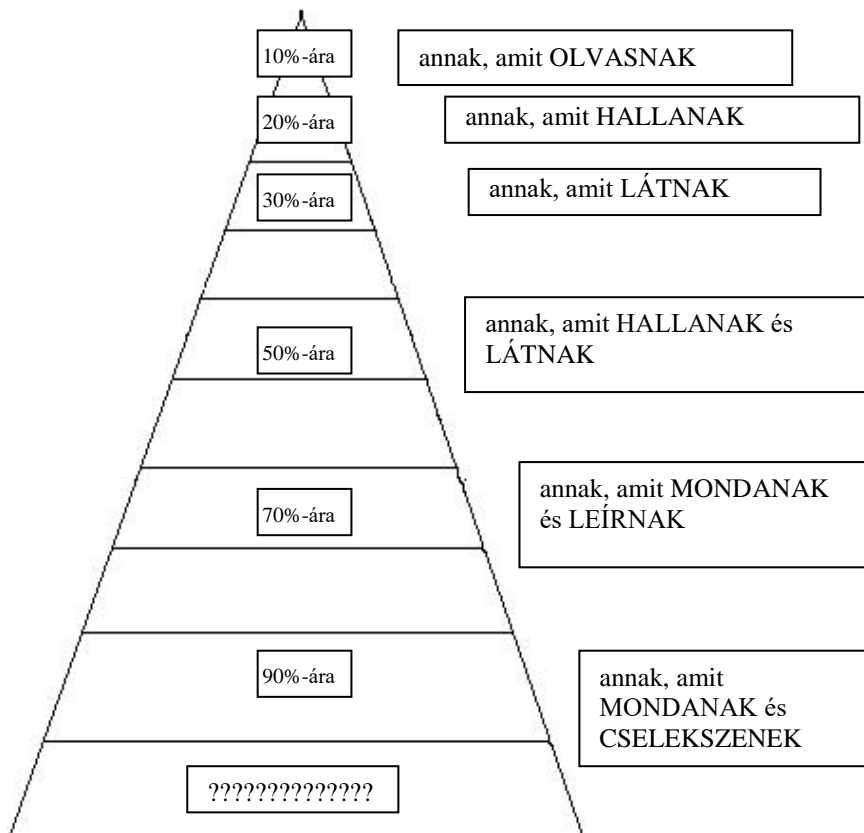 10%-ára
annak, amit OLVASNAK
20%-ára
annak, amit HALLANAK
30%-ára
annak, amit LÁTNAK
50%-ára
annak, amit HALLANAK és
LÁTNAK
70%-ára
annak, amit MONDANAK
és LEÍRNAK
90%-ára
annak, amit
MONDANAK és
CSELEKSZENEK
??????????????